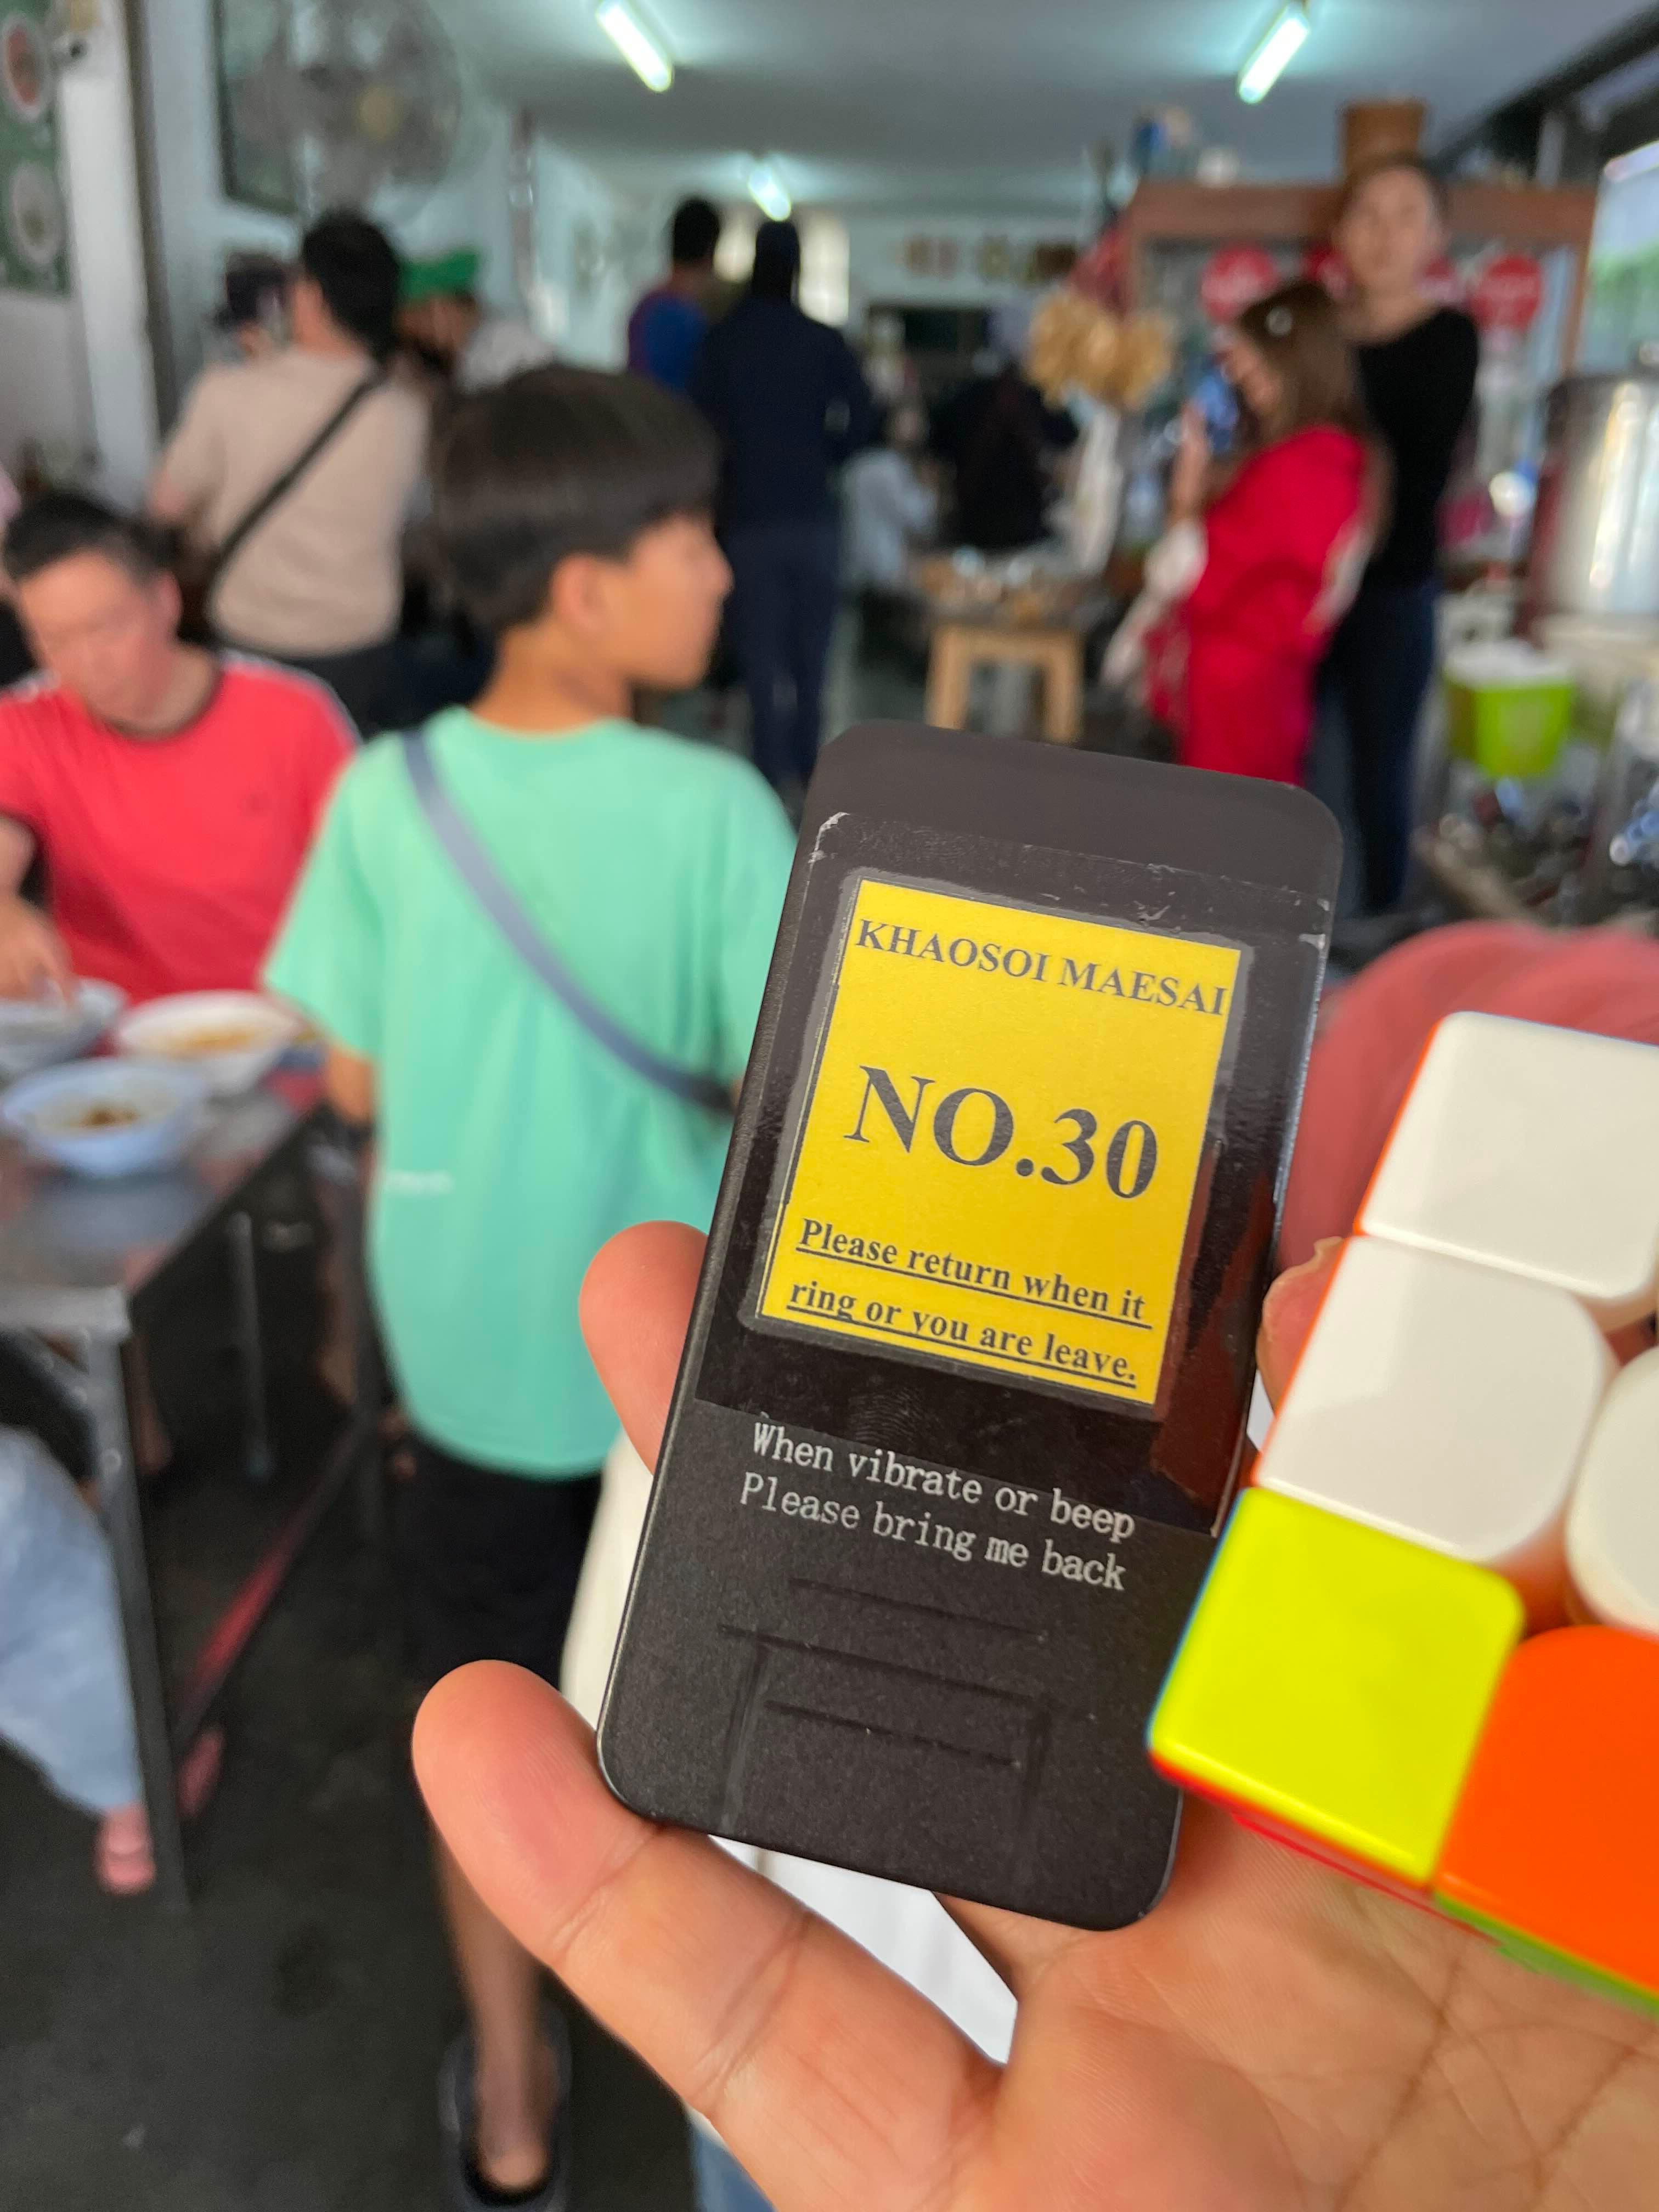 KHAOSOI MAESAI
NO.30
Please return when it
ring or you are leave.
When vibrate or beep
Please bring me back